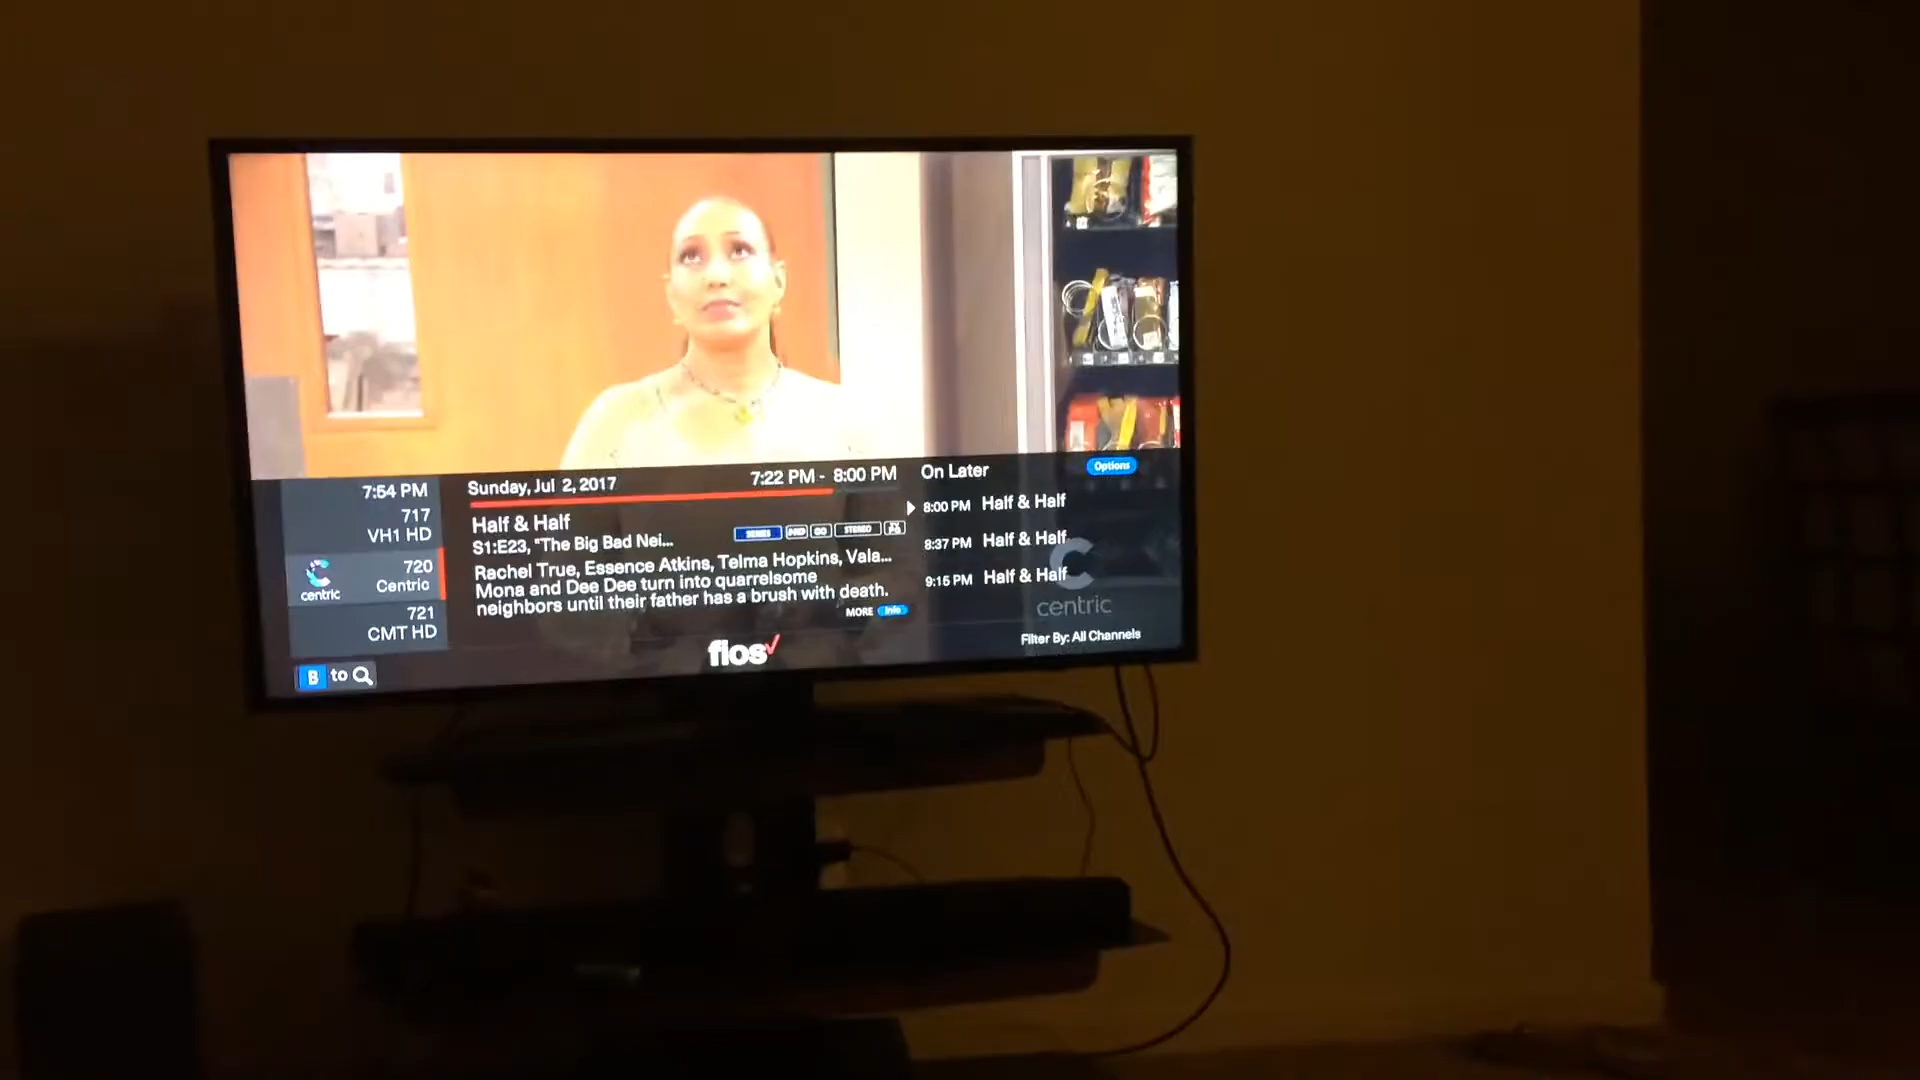 7:54 PM
717
VH1 HD
centric
720
Centric
721
CMT HD
B to
Sunday, Jul 2, 2017
7:22 PM - 8:00 PM
Half & Half
S1:E23, "The Big Bad Nei...
SERIES
CC
STEREO
Rachel True, Essence Atkins, Telma Hopkins, Vala...
Mona and Dee Dee turn into quarrelsome
neighbors until their father has a brush with death.
MORE Info
fios
On Later
Options
8:00 PM Half & Half
8:37 PM Half & Half
9:15 PM Half & Half
centric
Filter By: All Channels